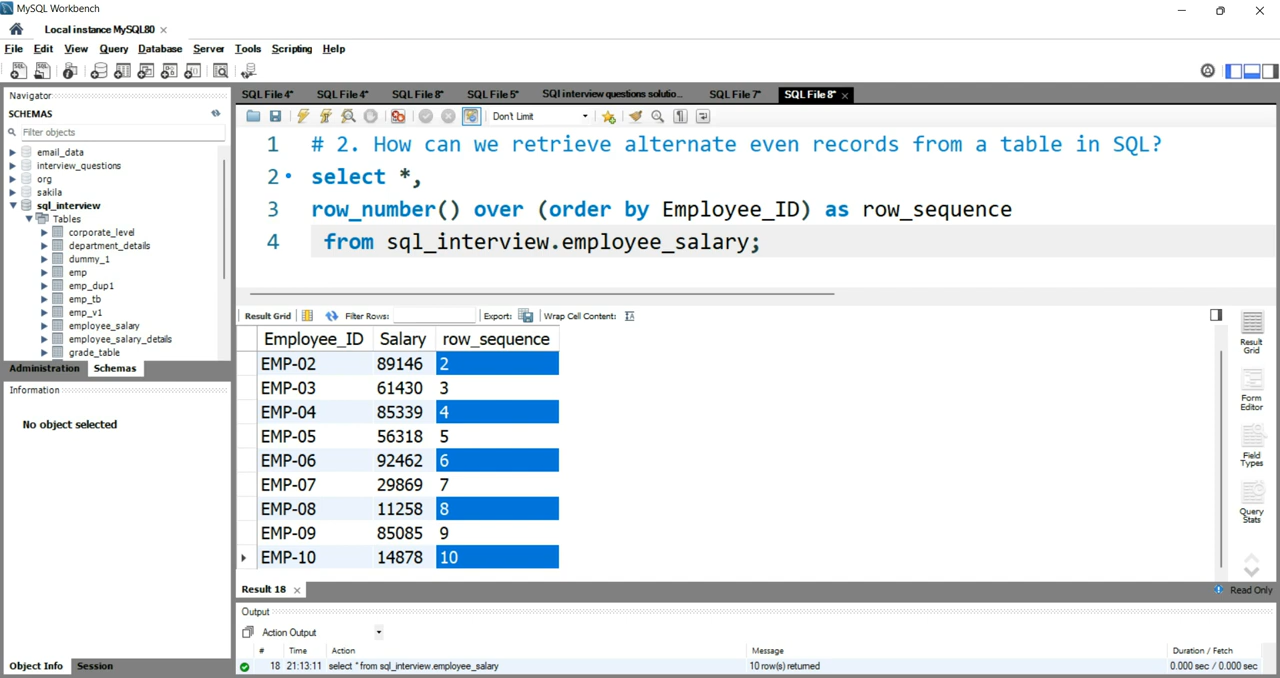 MySQL Workbench
Local instance MySQL80
File Edit View Query Database Server Tools Scripting Help
Navigator
SCHEMAS
Filter objects
email_data
interview_questions
org
sakila
sql_interview
Tables
corporate_level
department_details
dummy_1
emp
emp_dup1
emp_tb
emp_v1
employee_salary
employee_salary_details
grade_table
Administration Schemas
Information
No object selected
Object Info Session
SQL File 4* SQL File 4* SQL File 8* SQL File 5* SQl interview questions solutio... SQL File 7* SQL File 8*
Don't Limit
1 # 2. How can we retrieve alternate even records from a table in SQL?
2 select *,
3 row_number() over (order by Employee_ID) as row_sequence
4 from sql_interview.employee_salary;
Result Grid Filter Rows: Export: Wrap Cell Content:
Employee_ID Salary row_sequence
EMP-02 89146 2
EMP-03 61430 3
EMP-04 85339 4
EMP-05 56318 5
EMP-06 92462 6
EMP-07 29869 7
EMP-08 11258 8
EMP-09 85085 9
EMP-10 14878 10
Result Grid
Form Editor
Field Types
Query Stats
Result 18 Read Only
Output
Action Output
# Time Action Message Duration / Fetch
18 21:13:11 select * from sql_interview.employee_salary 10 row(s) returned 0.000 sec / 0.000 sec